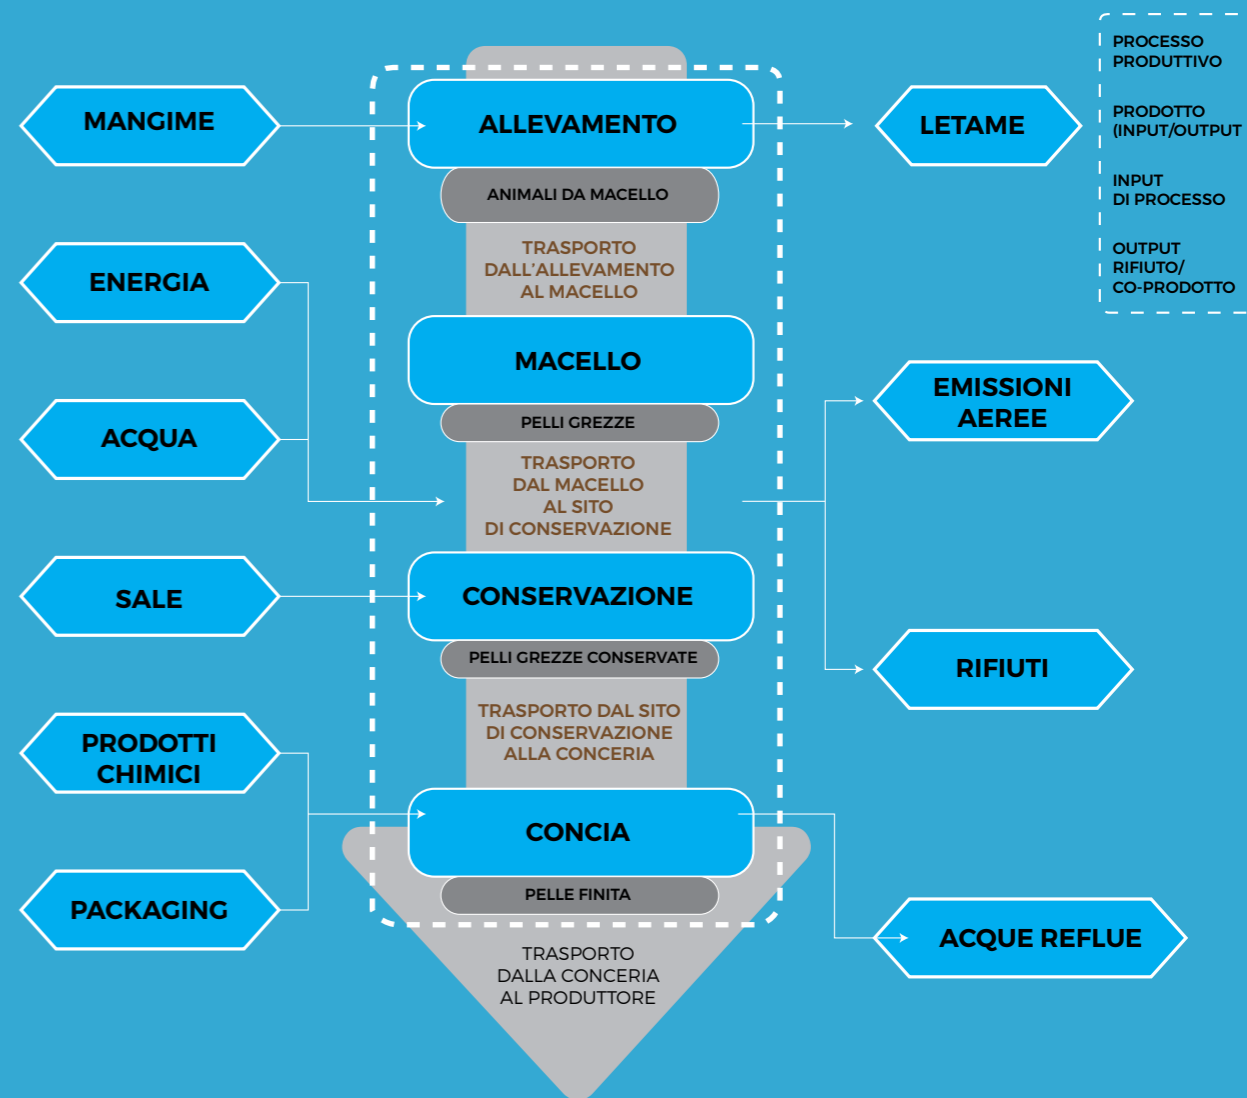 MANGIME
ENERGIA
ACQUA
SALE
PRODOTTI
CHIMICI
PACKAGING
ALLEVAMENTO
ANIMALI DA MACELLO
TRASPORTO
DALL'ALLEVAMENTO
AL MACELLO
MACELLO
PELLI GREZZE
TRASPORTO
DAL MACELLO
AL SITO
DI CONSERVAZIONE
CONSERVAZIONE
PELLI GREZZE CONSERVATE
TRASPORTO DAL SITO
DI CONSERVAZIONE
ALLA CONCERIA
CONCIA
PELLE FINITA
TRASPORTO
DALLA CONCERIA
AL PRODUTTORE
LETAME
EMISSIONI
AEREE
RIFIUTI
ACQUE REFLUE
PROCESSO
PRODUTTIVO
PRODOTTO
(INPUT/OUTPUT
INPUT
DI PROCESSO
OUTPUT
RIFIUTO/
CO-PRODOTTO